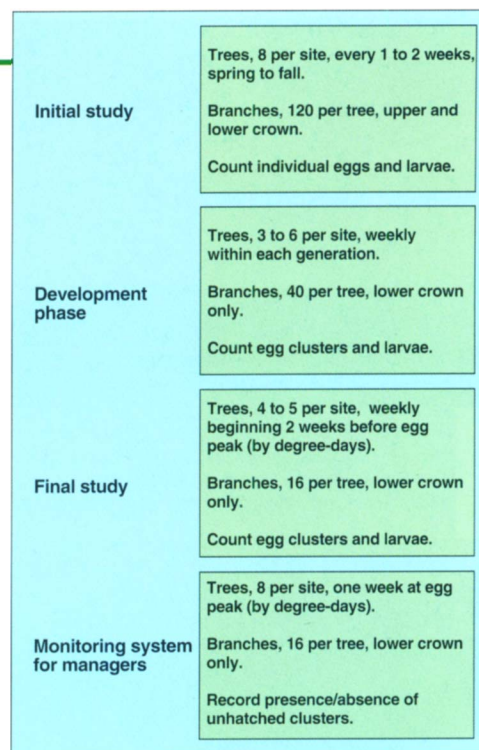 Initial study
Trees, 8 per site, every 1 to 2 weeks,
spring to fall.
Branches, 120 per tree, upper and
lower crown.
Count individual eggs and larvae.
Development
phase
Trees, 3 to 6 per site, weekly
within each generation.
Branches, 40 per tree, lower crown
only.
Count egg clusters and larvae.
Final study
Trees, 4 to 5 per site, weekly
beginning 2 weeks before egg
peak (by degree-days).
Branches, 16 per tree, lower crown
only.
Count egg clusters and larvae.
Monitoring system
for managers
Trees, 8 per site, one week at egg
peak (by degree-days).
Branches, 16 per tree, lower crown
only.
Record presence/absence of
unhatched clusters.